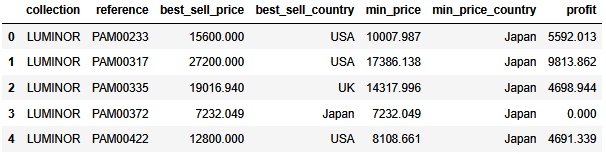 collection reference best_sell_price best_sell_country min_price min_price_country profit
0 LUMINOR PAM00233 15600.000 USA 10007.987 Japan 5592.013
1 LUMINOR PAM00317 27200.000 USA 17386.138 Japan 9813.862
2 LUMINOR PAM00335 19016.940 UK 14317.996 Japan 4698.944
3 LUMINOR PAM00372 7232.049 Japan 7232.049 Japan 0.000
4 LUMINOR PAM00422 12800.000 USA 8108.661 Japan 4691.339